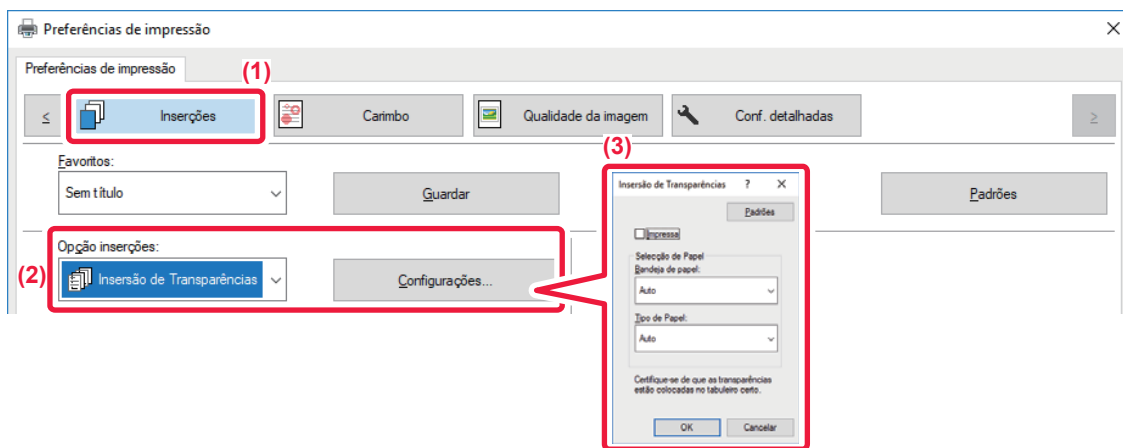 Preferências de impressão
Preferências de impressão
(1)
<
Inserções
Carimbo
Qualidade da imagem
Conf. detalhadas
>
(3)
Favoritos:
Sem título
Guardar
Padrões
(2)
Opção inserções:
Insersão de Transparências
Configurações...
Insersão de Transparências ?
Padrões
Impressa
Selecção de Papel
Bandeja de papel:
Auto
Tipo de Papel:
Auto
Certifique-se de que as transparências
estão colocadas no tabuleiro certo.
OK
Cancelar